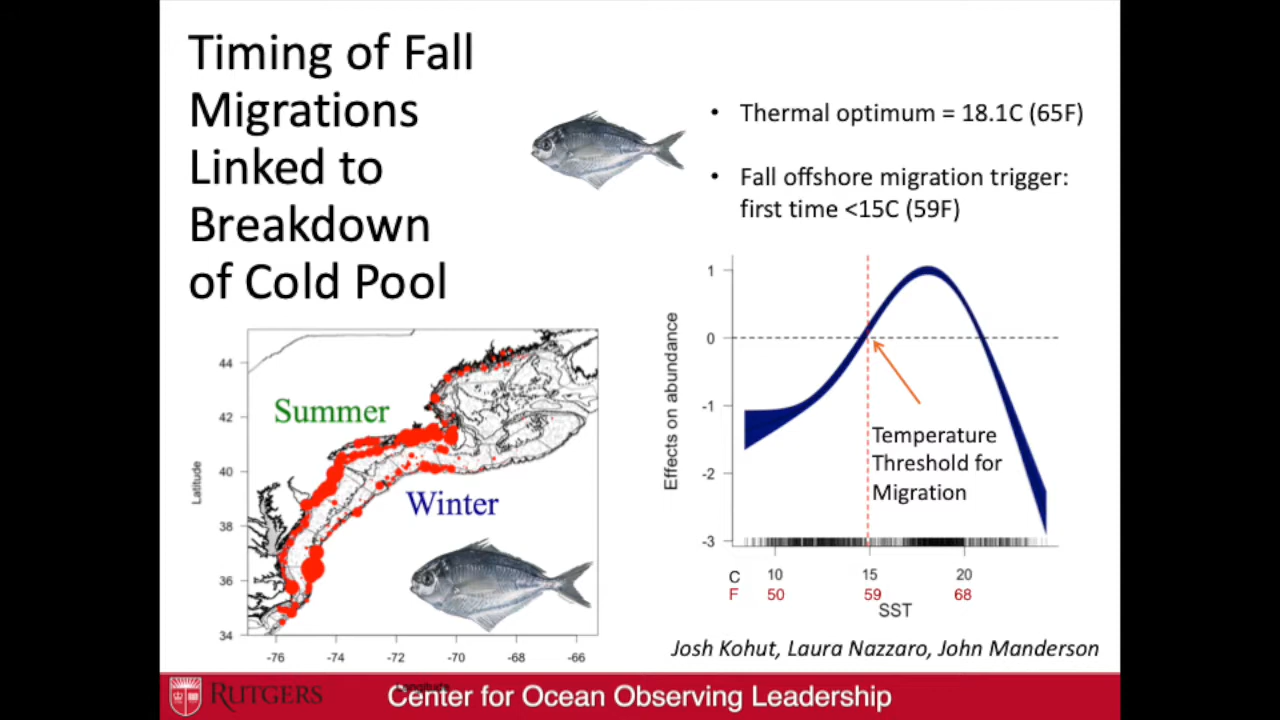 Timing of Fall
Migrations
Linked to
Breakdown
of Cold Pool
• Thermal optimum = 18.1C (65F)
• Fall offshore migration trigger:
first time <15C (59F)
Summer
Winter
Latitude
44
42
40
38
36
34
-76 -74 -72 -70 -68 -66
Effects on abundance
1
0
-1
-2
-3
Temperature
Threshold for
Migration
C 10 15 20
F 50 59 68
SST
Josh Kohut, Laura Nazzaro, John Manderson
RUTGERS
Center for Ocean Observing Leadership